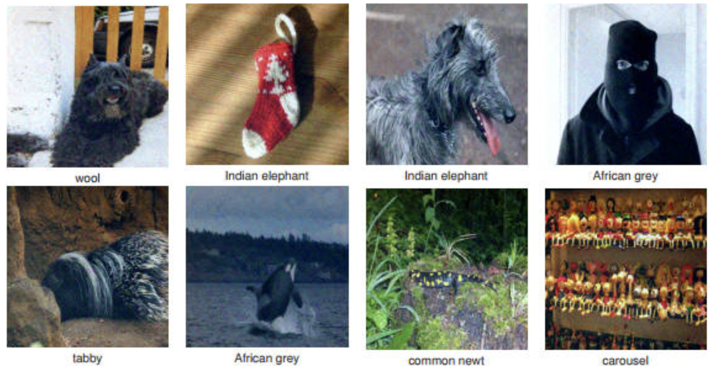 wool
Indian elephant
Indian elephant
African grey
tabby
African grey
common newt
carousel